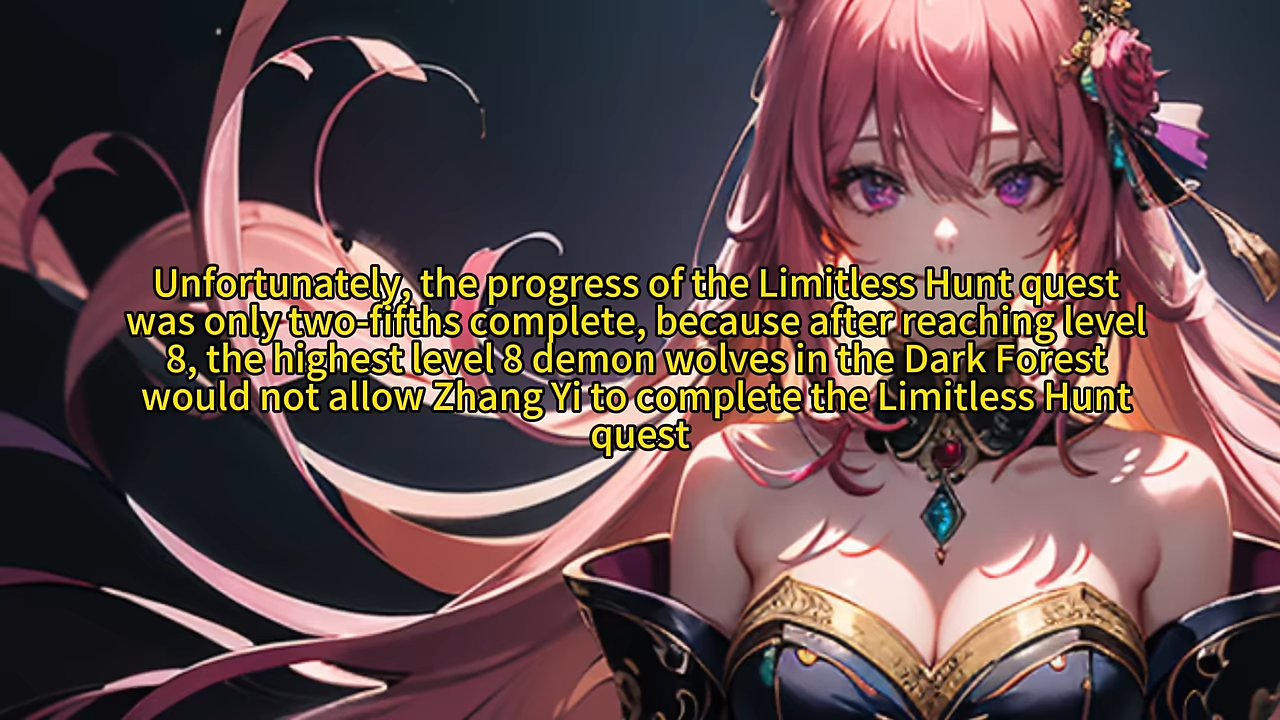 Unfortunately, the progress of the Limitless Hunt quest
was only two-fifths complete, because after reaching level
8, the highest level 8 demon wolves in the Dark Forest
would not allow Zhang Yi to complete the Limitless Hunt
quest